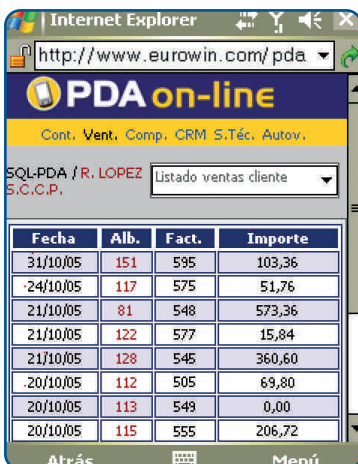 Internet Explorer
http://www.eurowin.com/pda
PDA on-line
Cont. Vent. Comp. CRM S.Téc. Autov.
SQL-PDA / R. LOPEZ
S.C.C.P.
Listado ventas cliente
Fecha Alb. Fact. Importe
31/10/05 151 595 103,36
24/10/05 117 575 51,76
21/10/05 81 548 573,36
21/10/05 122 577 15,84
21/10/05 128 545 360,60
20/10/05 112 505 69,80
20/10/05 113 549 0,00
20/10/05 115 555 206,72
Atrás Menú